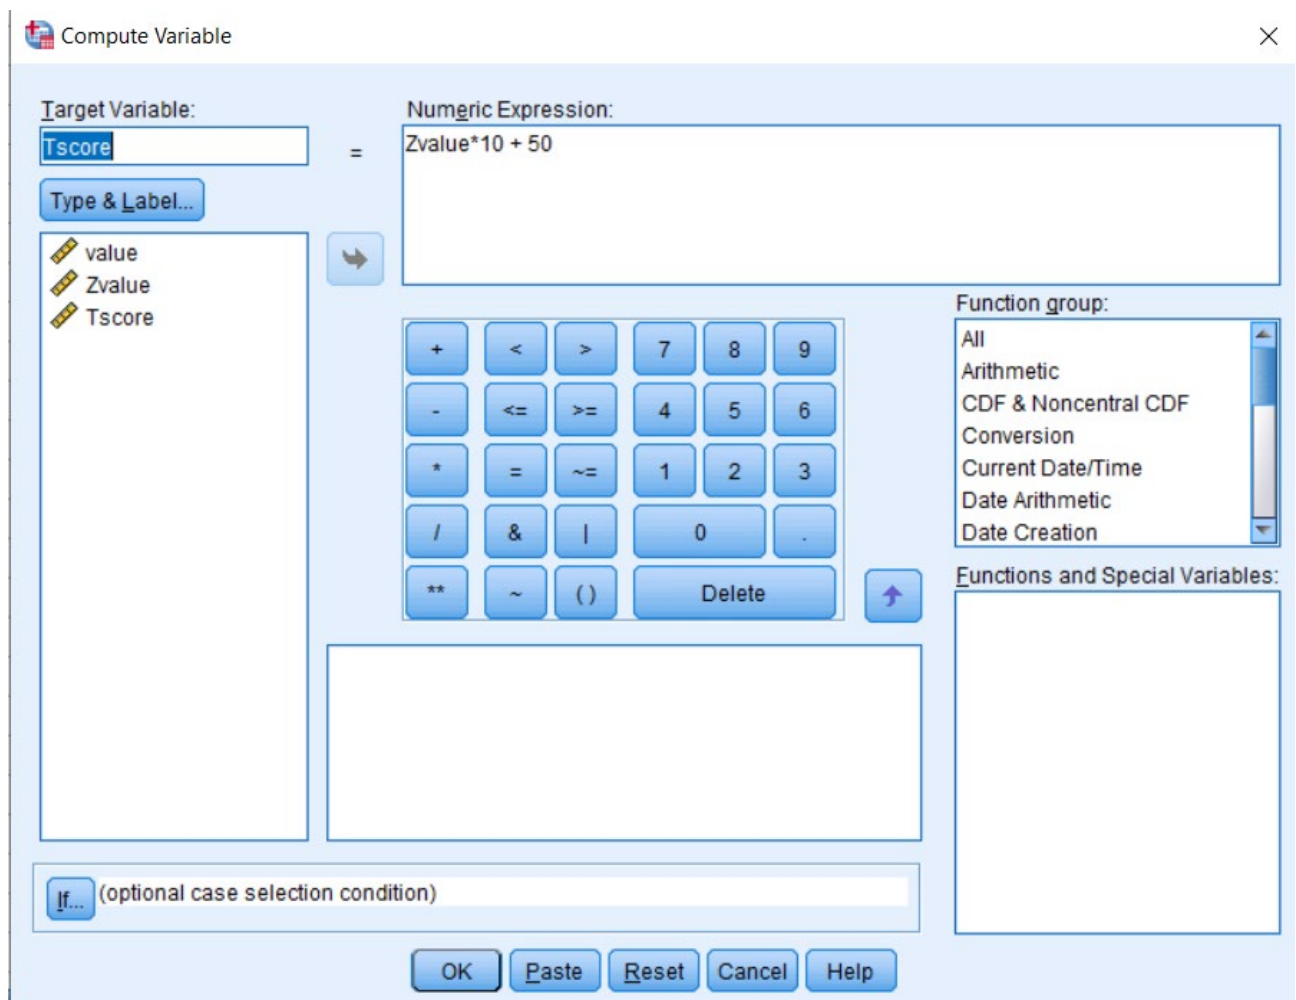 Compute Variable
Target Variable:
Tscore
=
Numeric Expression:
Zvalue*10 + 50
Type & Label...
value
Zvalue
Tscore
+ < > 7 8 9
- <= >= 4 5 6
* = ~= 1 2 3
/ & | 0 .
** ~ ( ) Delete
Function group:
All
Arithmetic
CDF & Noncentral CDF
Conversion
Current Date/Time
Date Arithmetic
Date Creation
Functions and Special Variables:
If... (optional case selection condition)
OK Paste Reset Cancel Help